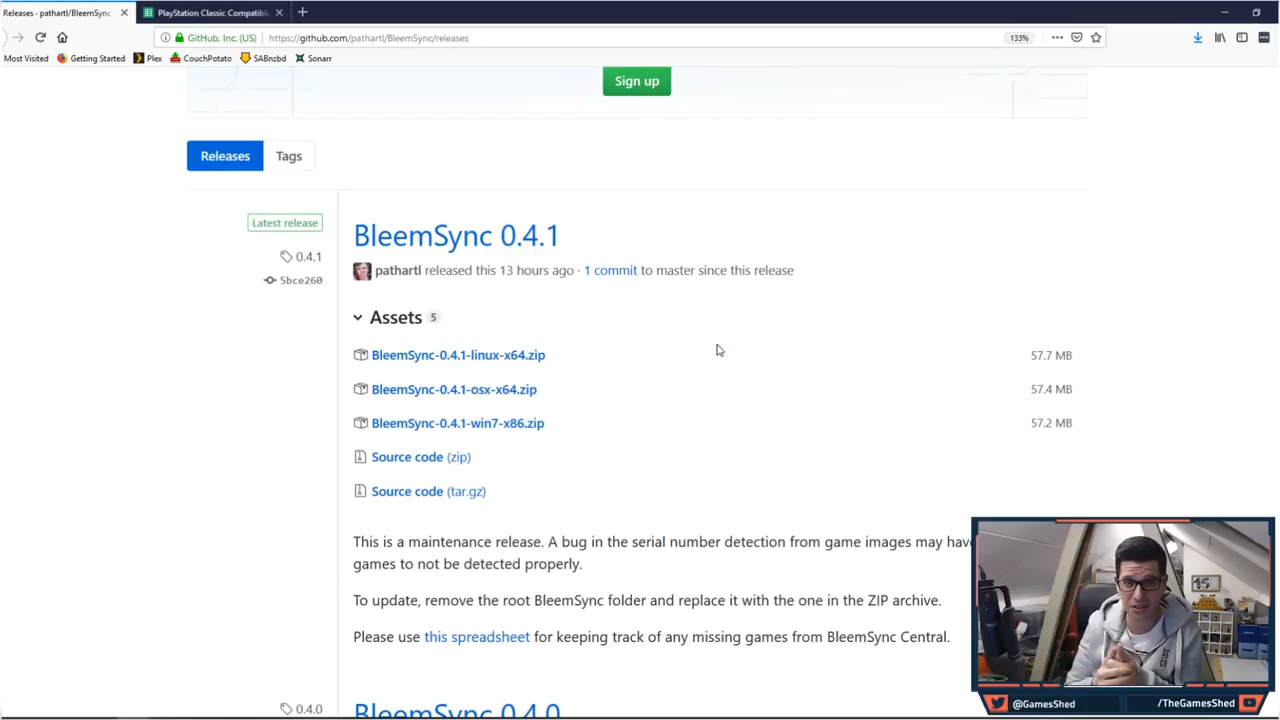 Releases · pathartl/BleemSync
PlayStation Classic Compatibl
GitHub, Inc. (US)
https://github.com/pathartl/BleemSync/releases
133%
Most Visited
Getting Started
Plex
CouchPotato
SABnzbd
Sonarr
Sign up
Releases
Tags
Latest release
BleemSync 0.4.1
0.4.1
pathartl released this 13 hours ago · 1 commit to master since this release
5bce260
Assets 5
BleemSync-0.4.1-linux-x64.zip 57.7 MB
BleemSync-0.4.1-osx-x64.zip 57.4 MB
BleemSync-0.4.1-win7-x86.zip 57.2 MB
Source code (zip)
Source code (tar.gz)
This is a maintenance release. A bug in the serial number detection from game images may have
games to not be detected properly.
To update, remove the root BleemSync folder and replace it with the one in the ZIP archive.
Please use this spreadsheet for keeping track of any missing games from BleemSync Central.
0.4.0
BleemSync 0.4.0
@GamesShed
/TheGamesShed